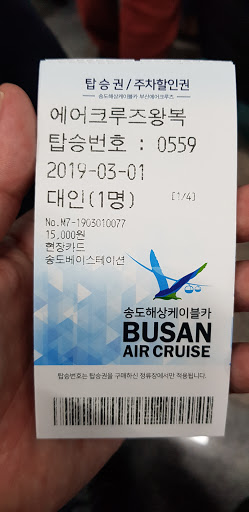 탑승권 / 주차할인권
송도해상케이블카 부산에어크루즈
에어크루즈왕복
탑승번호 : 0559
2019-03-01
대인(1명) [1/4]
No.M7-1903010077
15,000원
현장카드
송도베이스테이션
송도해상케이블카
BUSAN
AIR CRUISE
탑승번호는 탑승권을 구매하신 정류장에서만 적용됩니다.